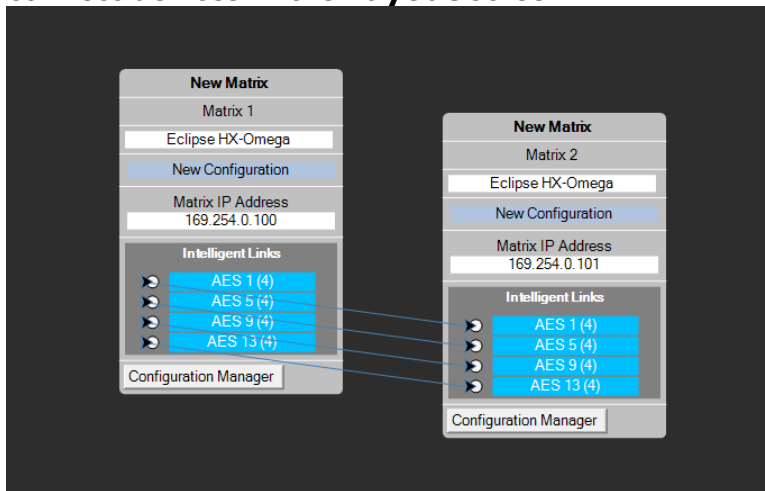 New Matrix
Matrix 1
Eclipse HX-Omega
New Configuration
Matrix IP Address
169.254.0.100
Intelligent Links
AES 1 (4)
AES 5 (4)
AES 9 (4)
AES 13 (4)
Configuration Manager
New Matrix
Matrix 2
Eclipse HX-Omega
New Configuration
Matrix IP Address
169.254.0.101
Intelligent Links
AES 1 (4)
AES 5 (4)
AES 9 (4)
AES 13 (4)
Configuration Manager